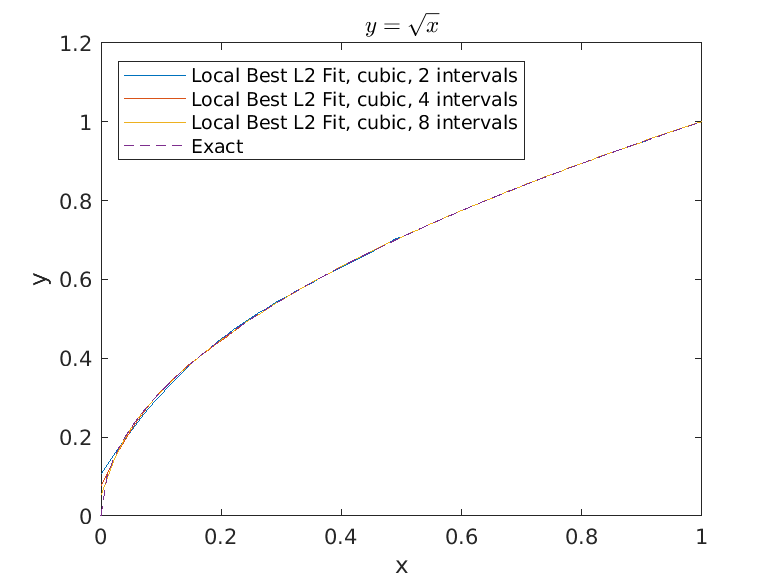 y = √x
1.2
1
0.8
0.6
0.4
0.2
0
y
Local Best L2 Fit, cubic, 2 intervals
Local Best L2 Fit, cubic, 4 intervals
Local Best L2 Fit, cubic, 8 intervals
Exact
0 0.2 0.4 0.6 0.8 1
x